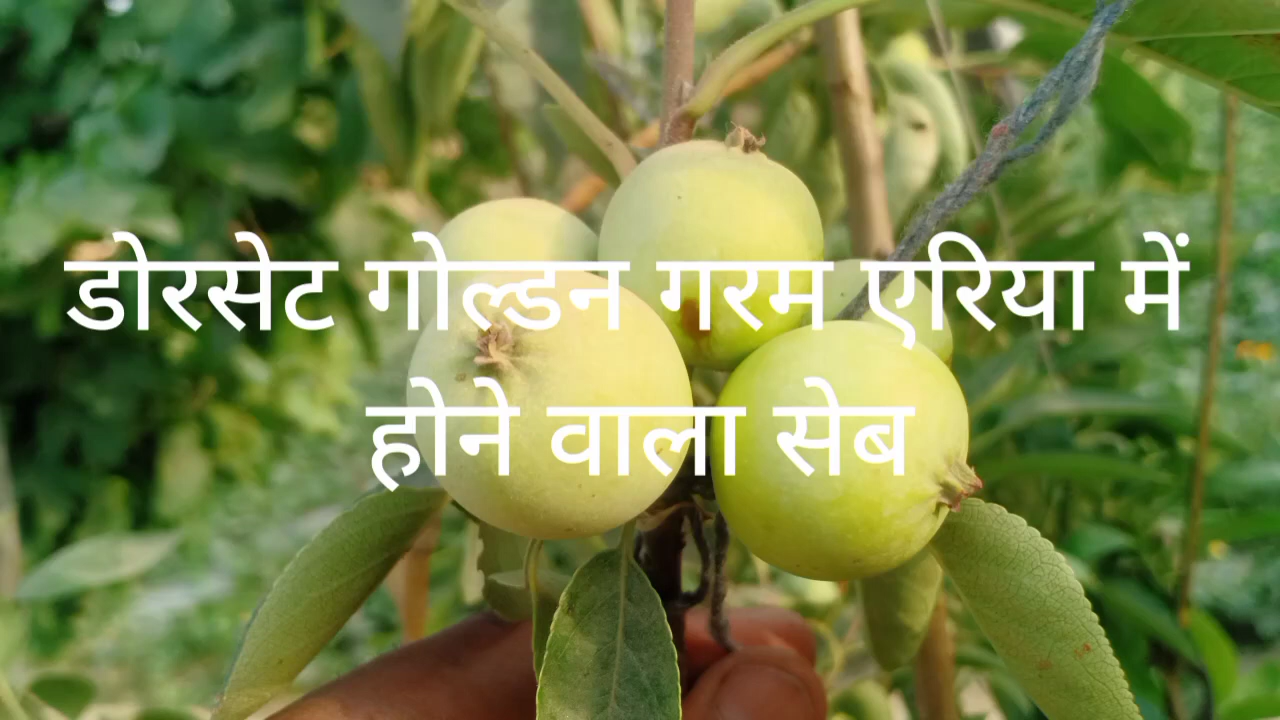 डोरसेट गोल्डन गरम एरिया में
होने वाला सेब